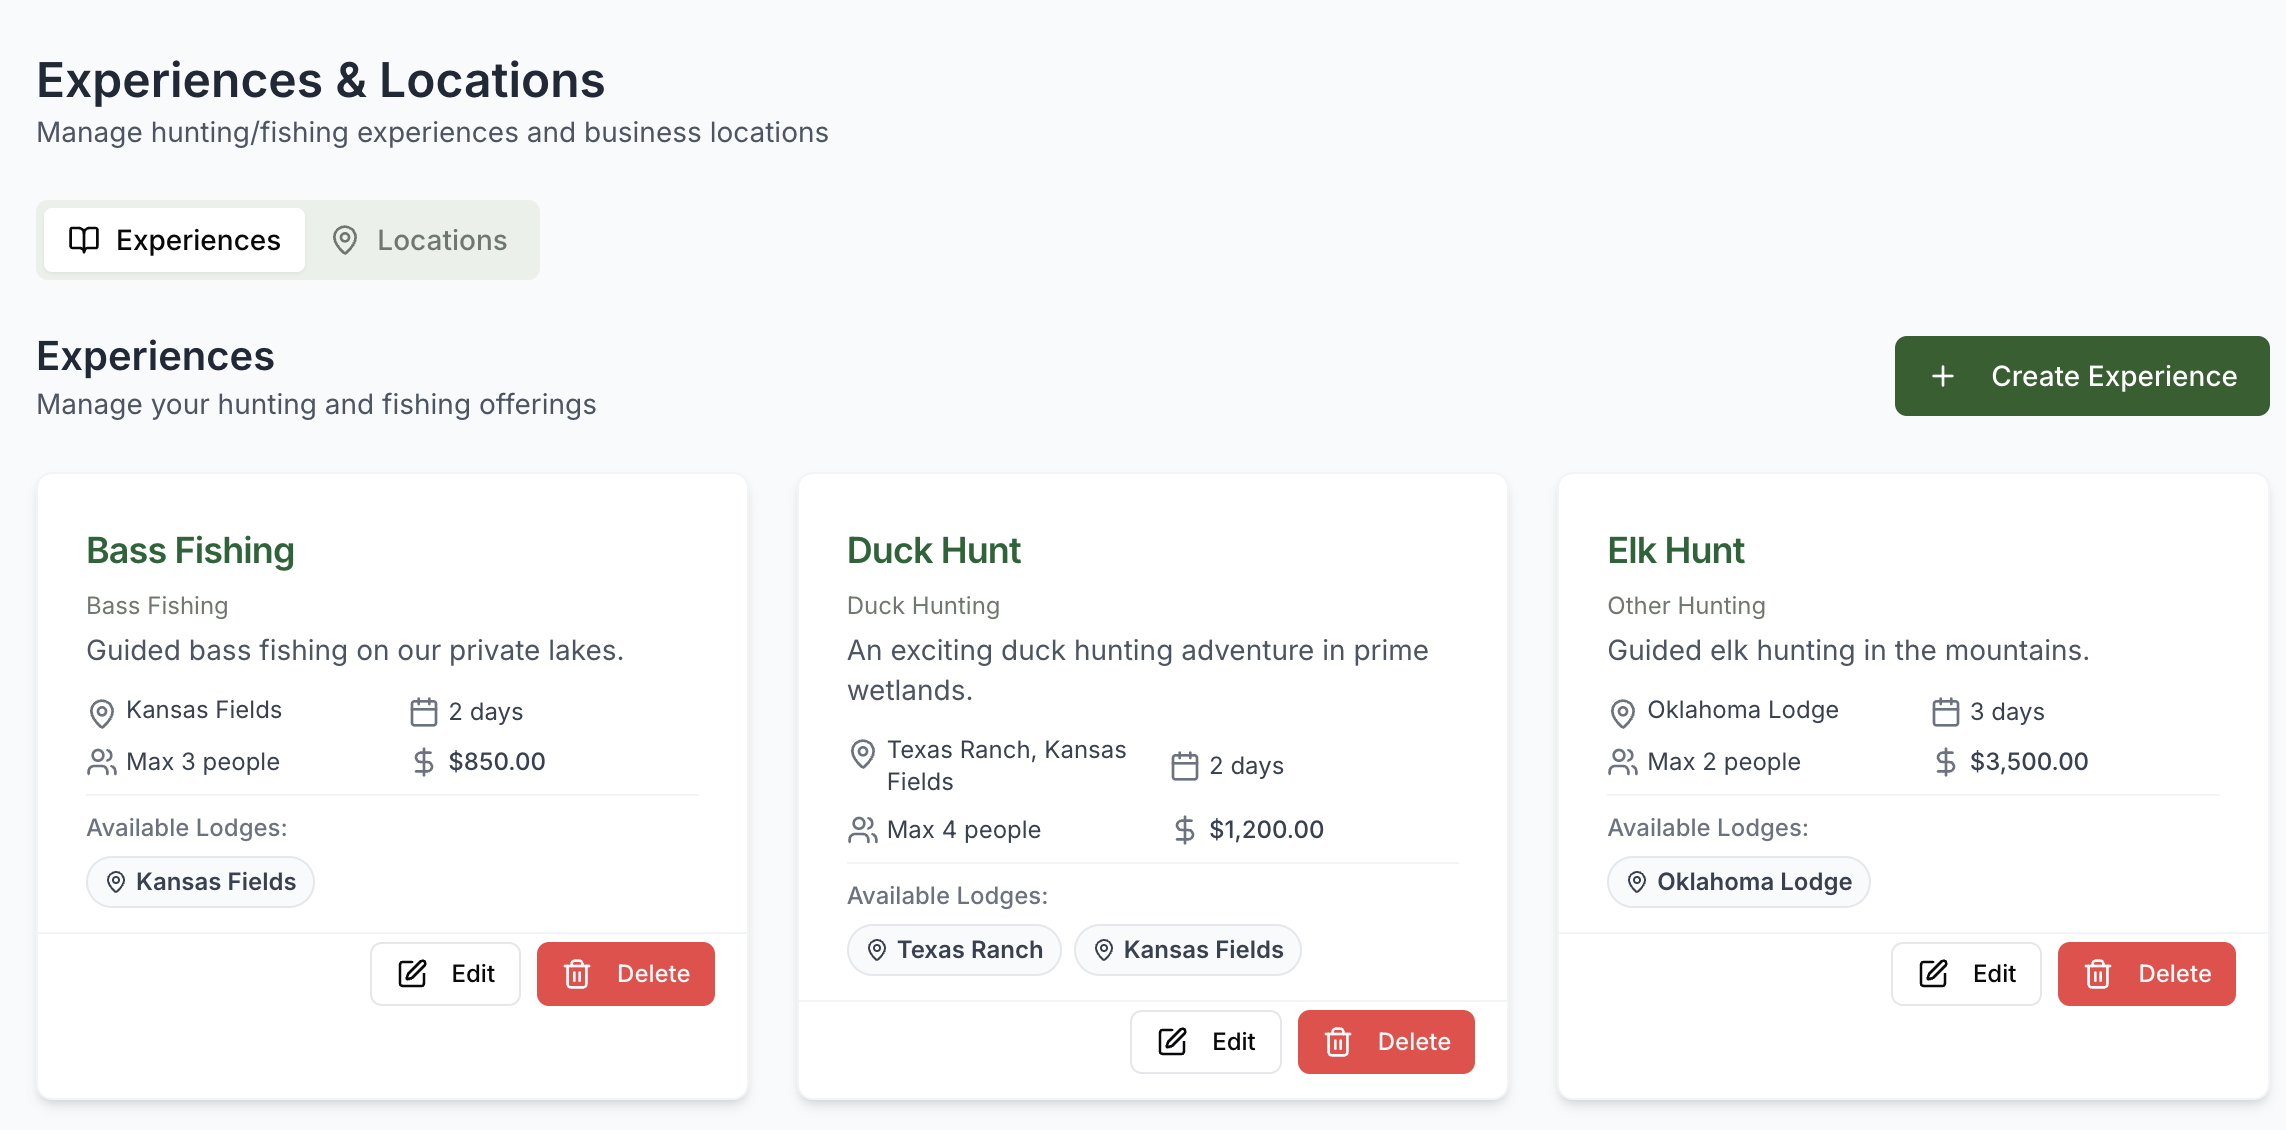 Experiences & Locations
Manage hunting/fishing experiences and business locations
Experiences
Locations
Experiences
Manage your hunting and fishing offerings
Create Experience
Bass Fishing
Bass Fishing
Guided bass fishing on our private lakes.
Kansas Fields
2 days
Max 3 people
$850.00
Available Lodges:
Kansas Fields
Edit
Delete
Duck Hunt
Duck Hunting
An exciting duck hunting adventure in prime
wetlands.
Texas Ranch, Kansas
Fields
2 days
Max 4 people
$1,200.00
Available Lodges:
Texas Ranch
Kansas Fields
Edit
Delete
Elk Hunt
Other Hunting
Guided elk hunting in the mountains.
Oklahoma Lodge
3 days
Max 2 people
$3,500.00
Available Lodges:
Oklahoma Lodge
Edit
Delete